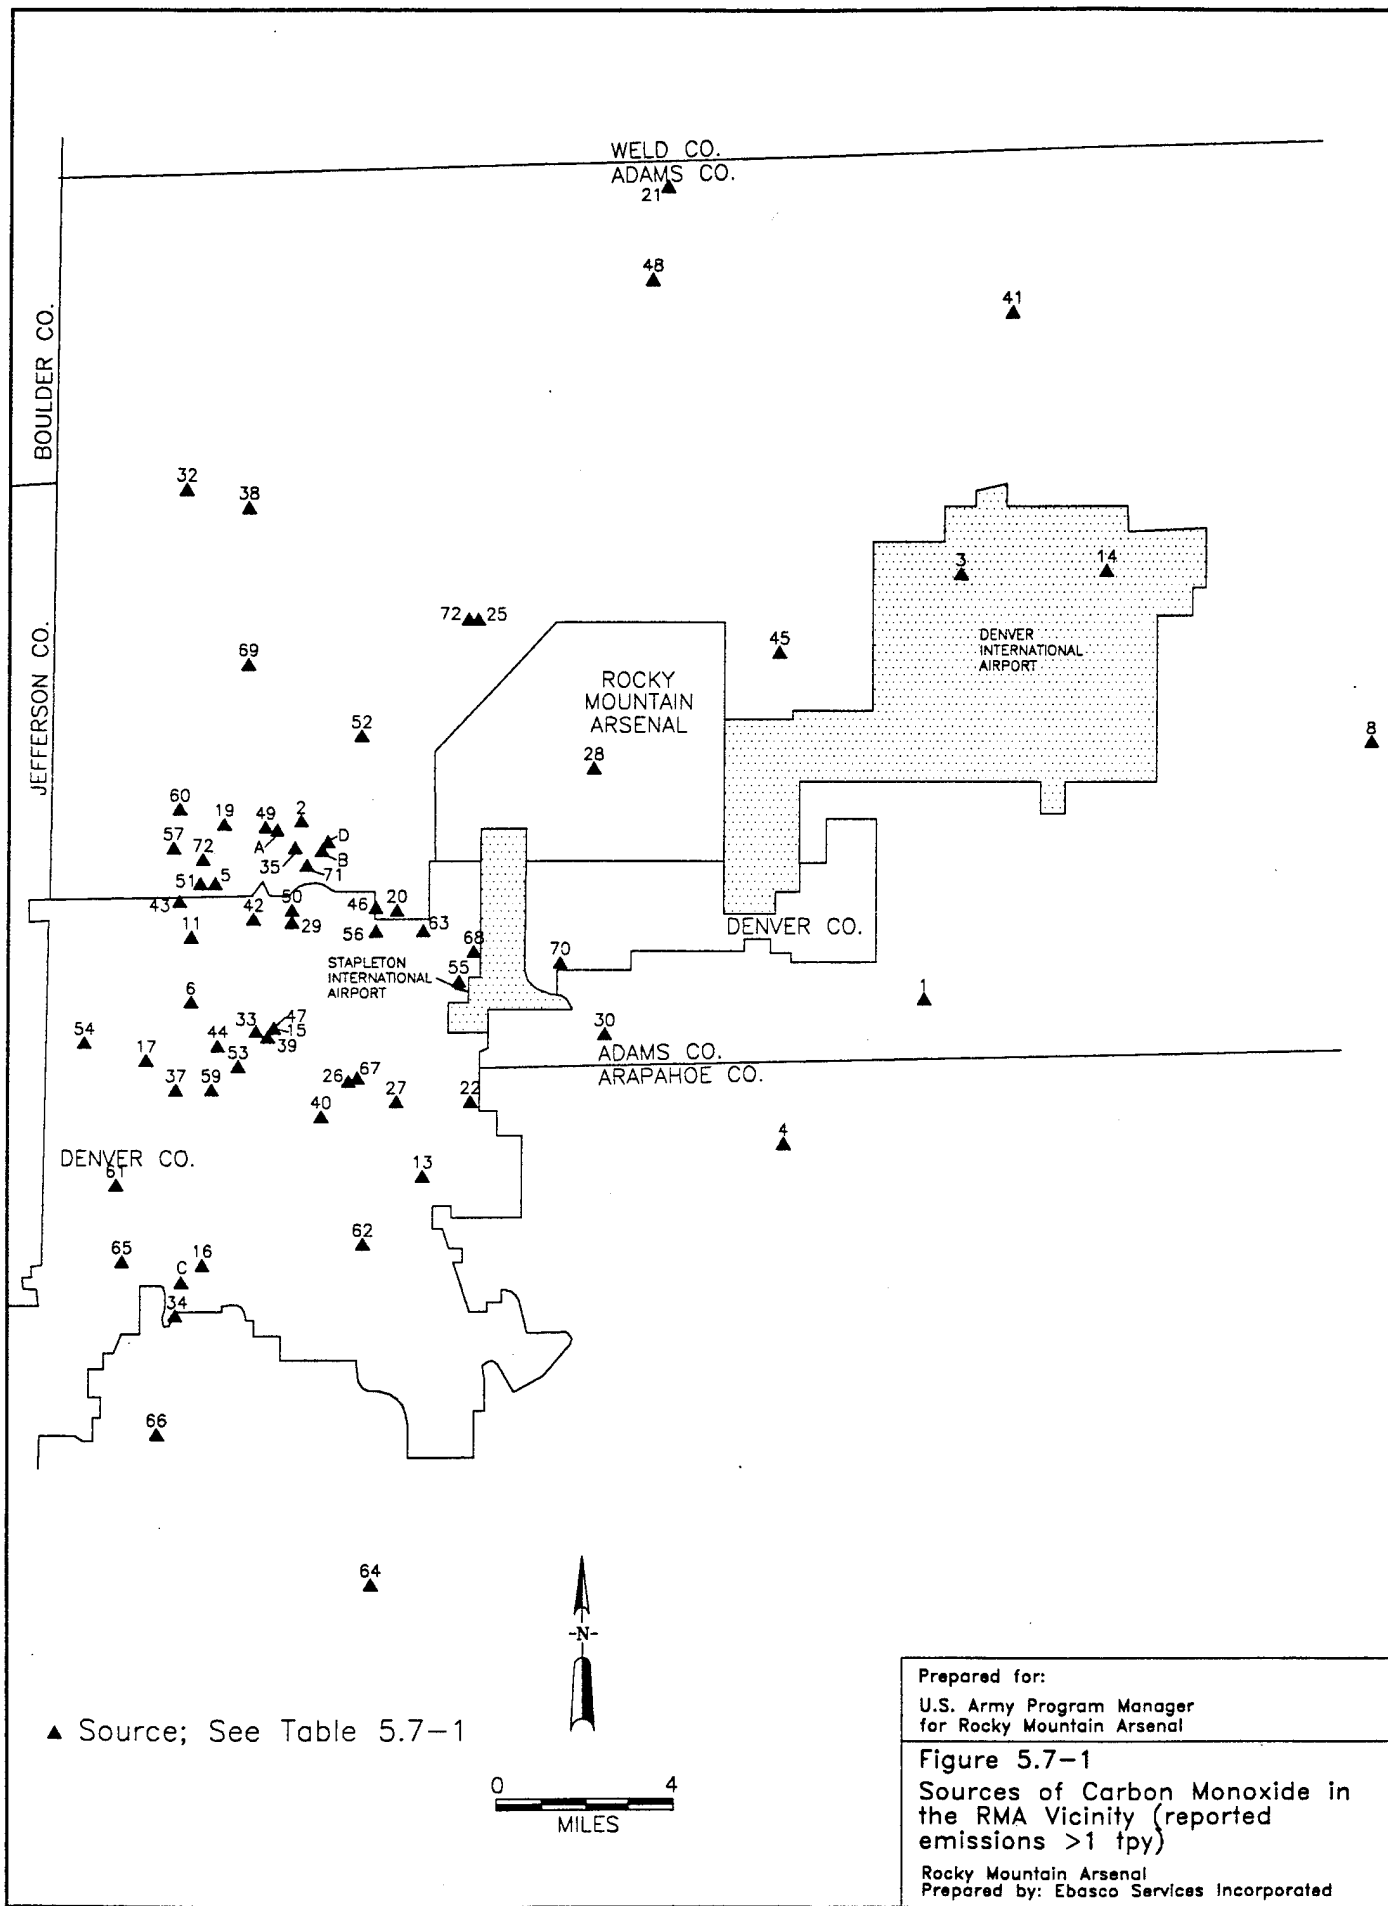 WELD CO.
ADAMS CO.
21
48
41
BOULDER CO.
32
38
3
14
72
25
DENVER
INTERNATIONAL
AIRPORT
45
69
JEFFERSON CO.
ROCKY
MOUNTAIN
ARSENAL
52
28
8
60
19
49
2
A
D
57
72
35
B
71
51
5
43
42
50
29
46
20
11
56
63
68
DENVER CO.
STAPLETON
INTERNATIONAL
AIRPORT
55
70
6
1
54
33
47
15
39
44
30
17
53
ADAMS CO.
ARAPAHOE CO.
37
59
26
67
27
22
40
4
DENVER CO.
61
13
62
65
16
C
34
66
64
-N-
Source; See Table 5.7-1
0 4
MILES
Prepared for:
U.S. Army Program Manager
for Rocky Mountain Arsenal
Figure 5.7-1
Sources of Carbon Monoxide in
the RMA Vicinity (reported
emissions >1 tpy)
Rocky Mountain Arsenal
Prepared by: Ebasco Services Incorporated